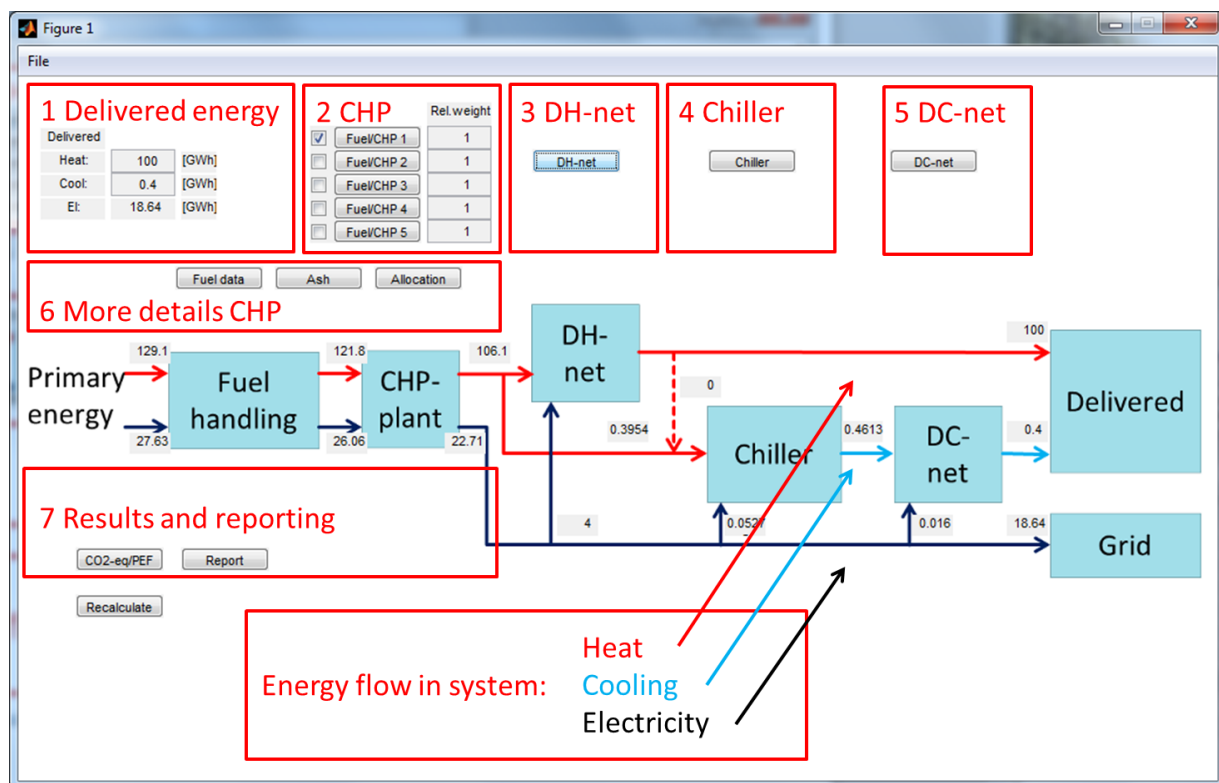 Figure 1
File
1 Delivered energy
Delivered
Heat: 100 [GWh]
Cool: 0.4 [GWh]
El: 18.64 [GWh]
2 CHP
Rel.weight
Fuel/CHP 1 1
Fuel/CHP 2 1
Fuel/CHP 3 1
Fuel/CHP 4 1
Fuel/CHP 5 1
3 DH-net
DH-net
4 Chiller
Chiller
5 DC-net
DC-net
Fuel data Ash Allocation
6 More details CHP
Primary
energy
129.1
27.63
Fuel
handling
121.8
26.06
CHP-
plant
106.1
22.71
DH-
net
100
0
0.3954
Chiller
0.4613
DC-
net
0.4
Delivered
4
0.0527
0.016
18.64
Grid
7 Results and reporting
CO2-eq/PEF Report
Recalculate
Energy flow in system:
Heat
Cooling
Electricity